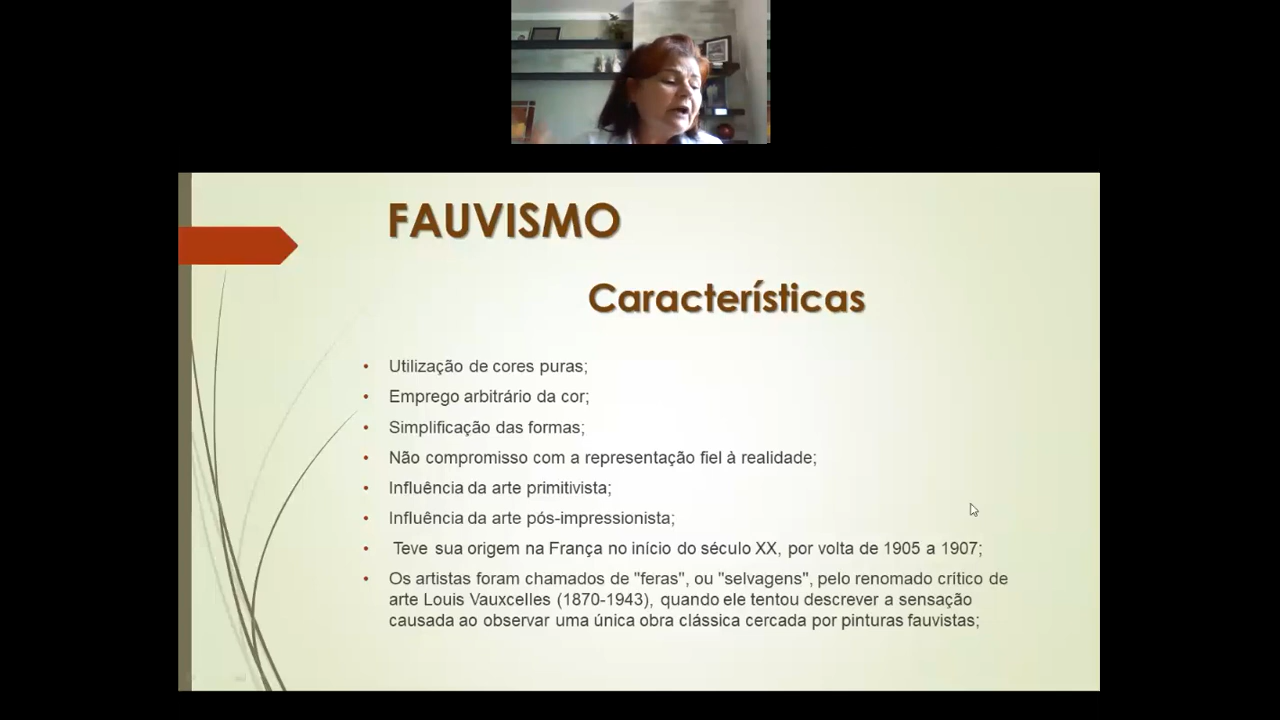 FAUVISMO
Características
• Utilização de cores puras;
• Emprego arbitrário da cor;
• Simplificação das formas;
• Não compromisso com a representação fiel à realidade;
• Influência da arte primitivista;
• Influência da arte pós-impressionista;
• Teve sua origem na França no início do século XX, por volta de 1905 a 1907;
• Os artistas foram chamados de "feras", ou "selvagens", pelo renomado crítico de
arte Louis Vauxcelles (1870-1943), quando ele tentou descrever a sensação
causada ao observar uma única obra clássica cercada por pinturas fauvistas;